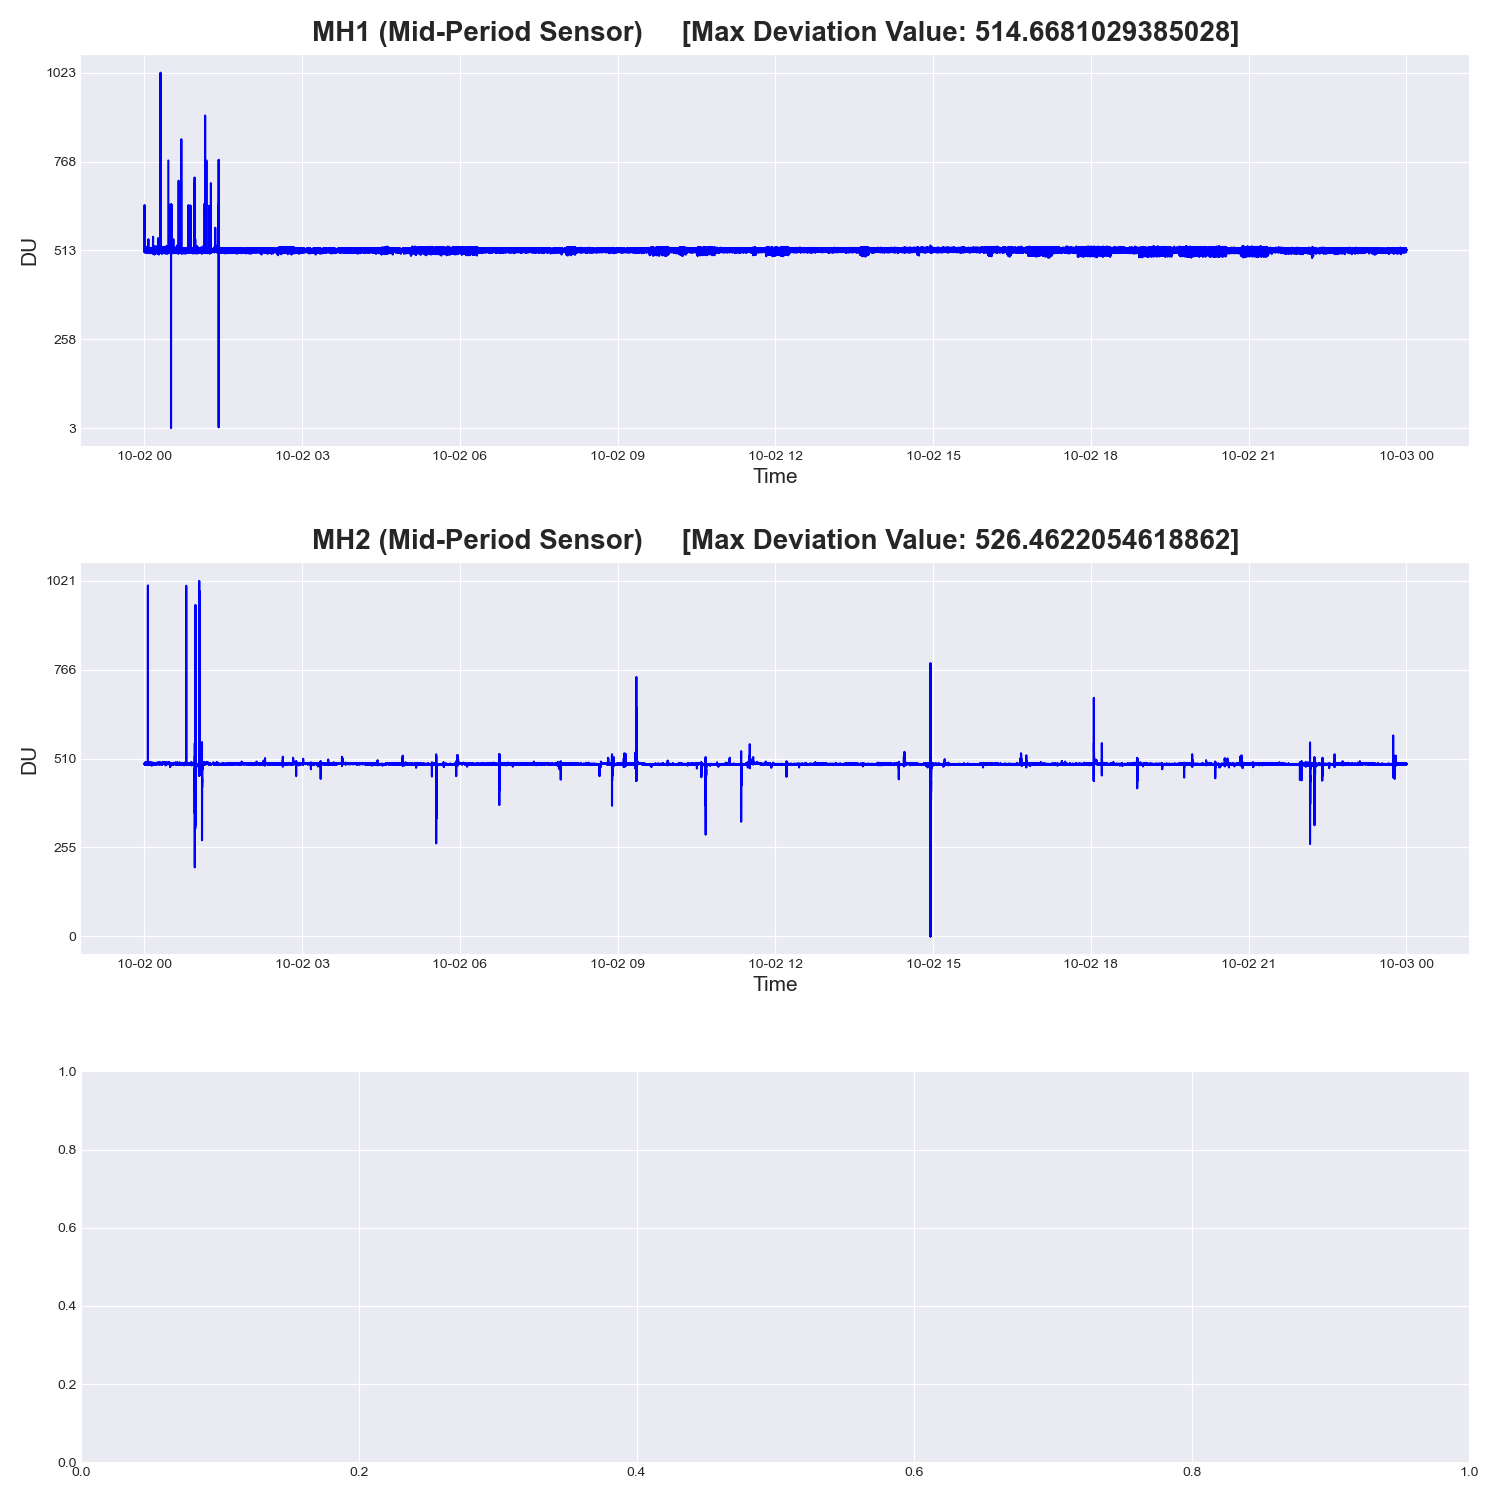 MH1 (Mid-Period Sensor) [Max Deviation Value: 514.6681029385028]
1023
768
513
258
3
DU
10-02 00 10-02 03 10-02 06 10-02 09 10-02 12 10-02 15 10-02 18 10-02 21 10-03 00
Time
MH2 (Mid-Period Sensor) [Max Deviation Value: 526.4622054618862]
1021
766
510
255
0
DU
10-02 00 10-02 03 10-02 06 10-02 09 10-02 12 10-02 15 10-02 18 10-02 21 10-03 00
Time
1.0
0.8
0.6
0.4
0.2
0.0
0.0 0.2 0.4 0.6 0.8 1.0